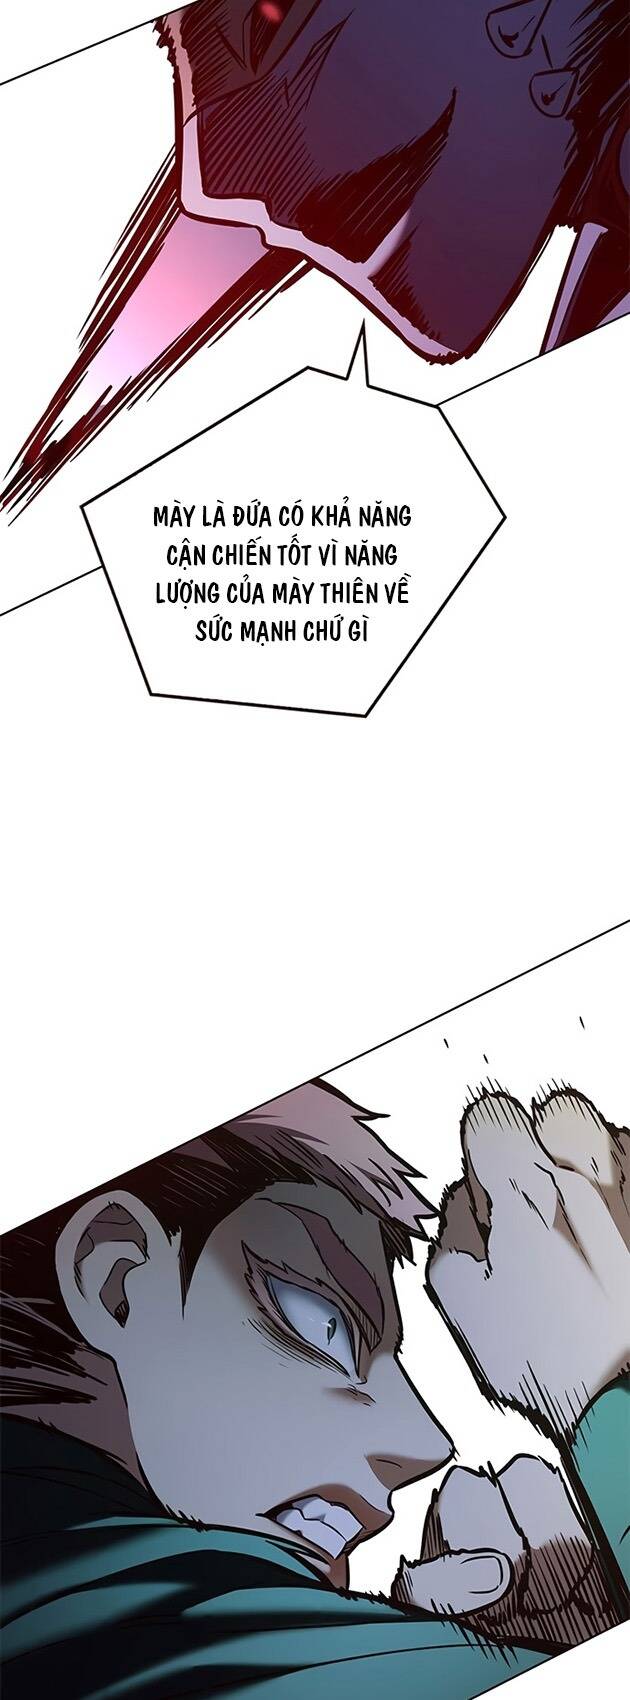 MÀY LÀ ĐỨA CÓ KHẢ NĂNG
CẬN CHIẾN TỐT VÌ NĂNG
LƯỢNG CỦA MÀY THIÊN VỀ
SỨC MẠNH CHỨ GÌ